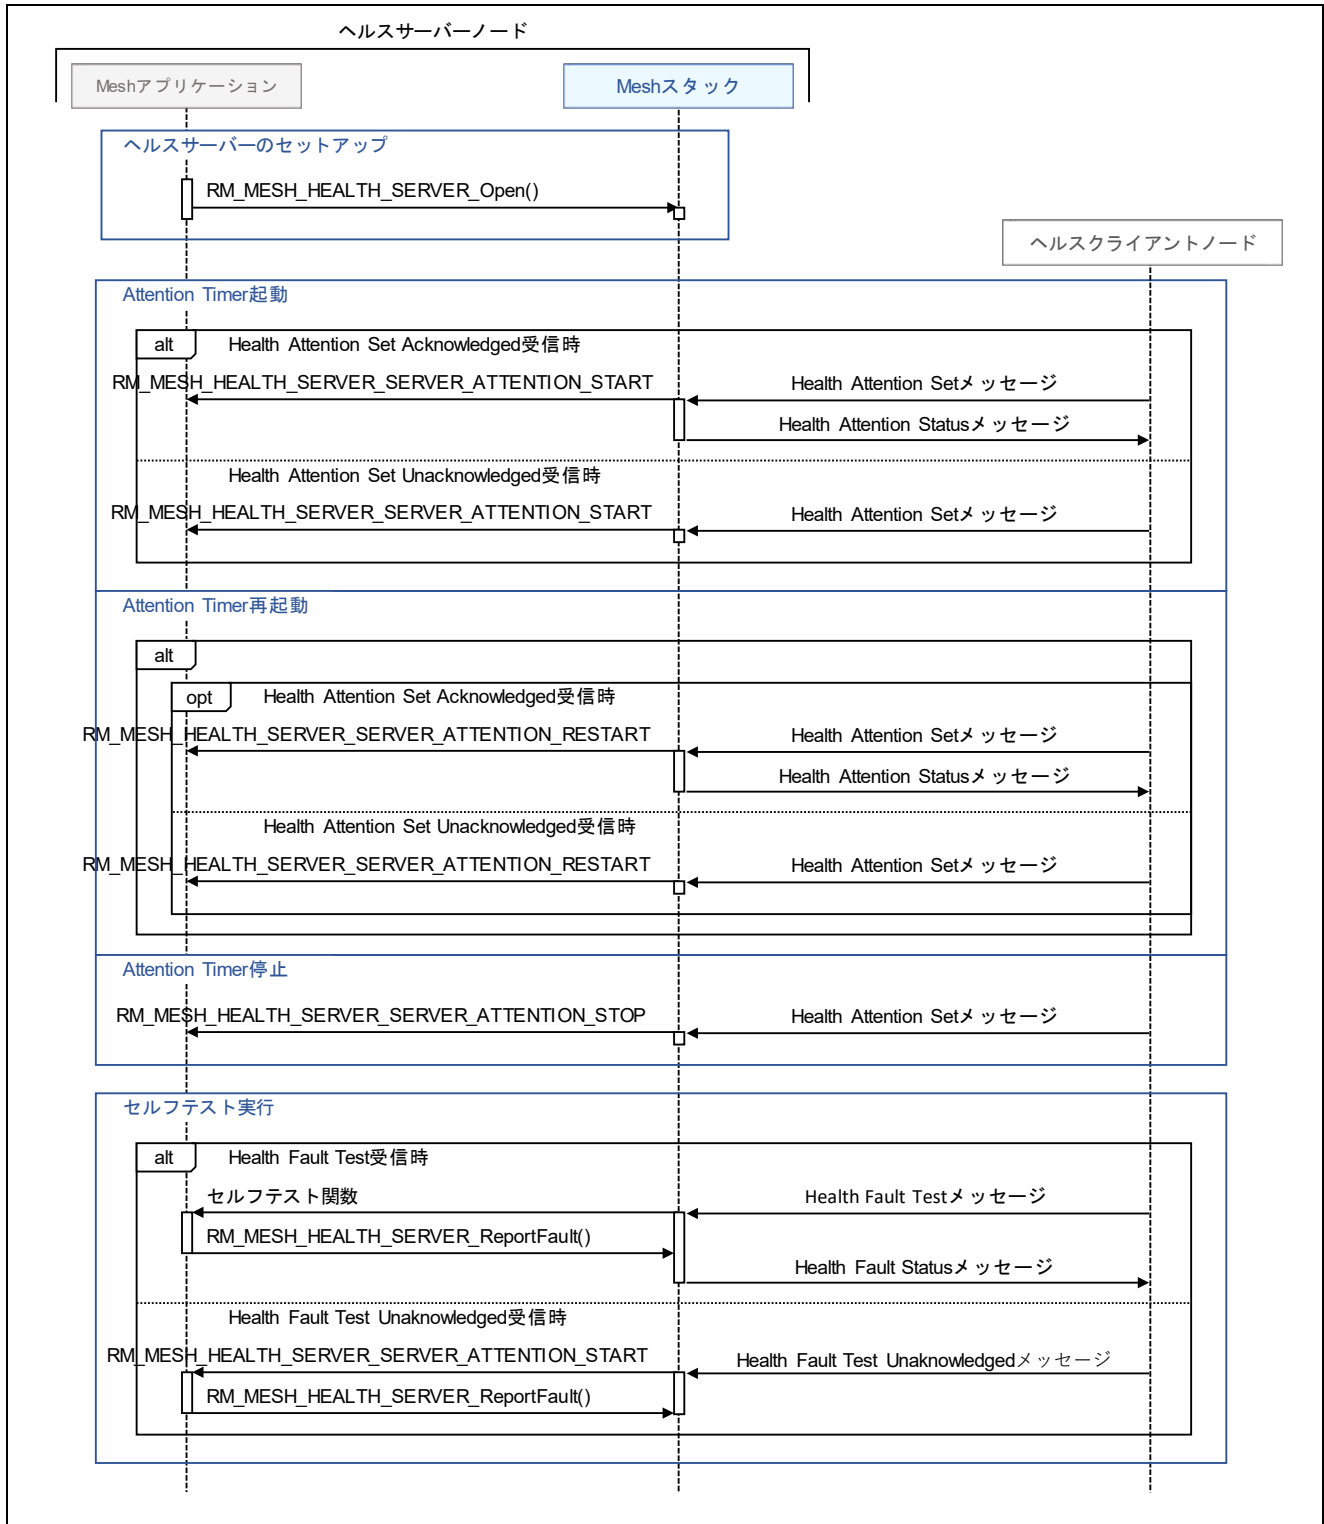 ヘルスサーバーノード
Meshアプリケーション
Meshスタック
ヘルスサーバーのセットアップ
RM_MESH_HEALTH_SERVER_Open()
ヘルスクライアントノード
Attention Timer起動
alt
Health Attention Set Acknowledged受信時
RM_MESH_HEALTH_SERVER_SERVER_ATTENTION_START
Health Attention Setメッセージ
Health Attention Statusメッセージ
Health Attention Set Unacknowledged受信時
RM_MESH_HEALTH_SERVER_SERVER_ATTENTION_START
Health Attention Setメッセージ
Attention Timer再起動
alt
opt
Health Attention Set Acknowledged受信時
RM_MESH_HEALTH_SERVER_SERVER_ATTENTION_RESTART
Health Attention Setメッセージ
Health Attention Statusメッセージ
Health Attention Set Unacknowledged受信時
RM_MESH_HEALTH_SERVER_SERVER_ATTENTION_RESTART
Health Attention Setメッセージ
Attention Timer停止
RM_MESH_HEALTH_SERVER_SERVER_ATTENTION_STOP
Health Attention Setメッセージ
セルフテスト実行
alt
Health Fault Test受信時
セルフテスト関数
Health Fault Testメッセージ
RM_MESH_HEALTH_SERVER_ReportFault()
Health Fault Statusメッセージ
Health Fault Test Unaknowledged受信時
RM_MESH_HEALTH_SERVER_SERVER_ATTENTION_START
Health Fault Test Unaknowledgedメッセージ
RM_MESH_HEALTH_SERVER_ReportFault()